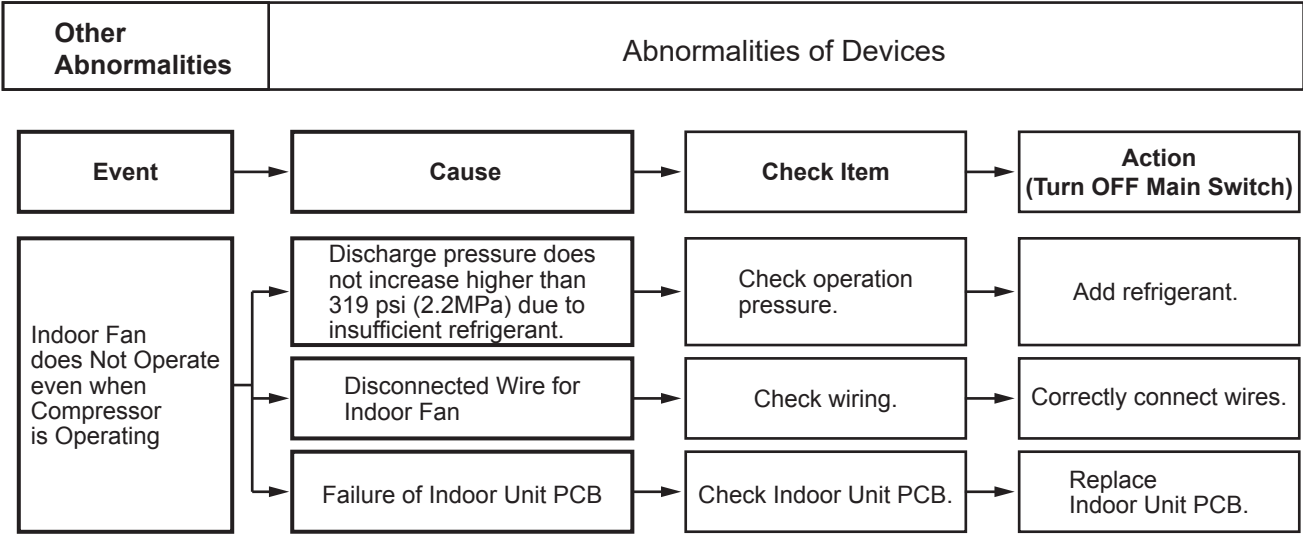 Other
Abnormalities
Abnormalities of Devices
Event
Cause
Check Item
Action
(Turn OFF Main Switch)
Indoor Fan
does Not Operate
even when
Compressor
is Operating
Discharge pressure does
not increase higher than
319 psi (2.2MPa) due to
insufficient refrigerant.
Check operation
pressure.
Add refrigerant.
Disconnected Wire for
Indoor Fan
Check wiring.
Correctly connect wires.
Failure of Indoor Unit PCB
Check Indoor Unit PCB.
Replace
Indoor Unit PCB.